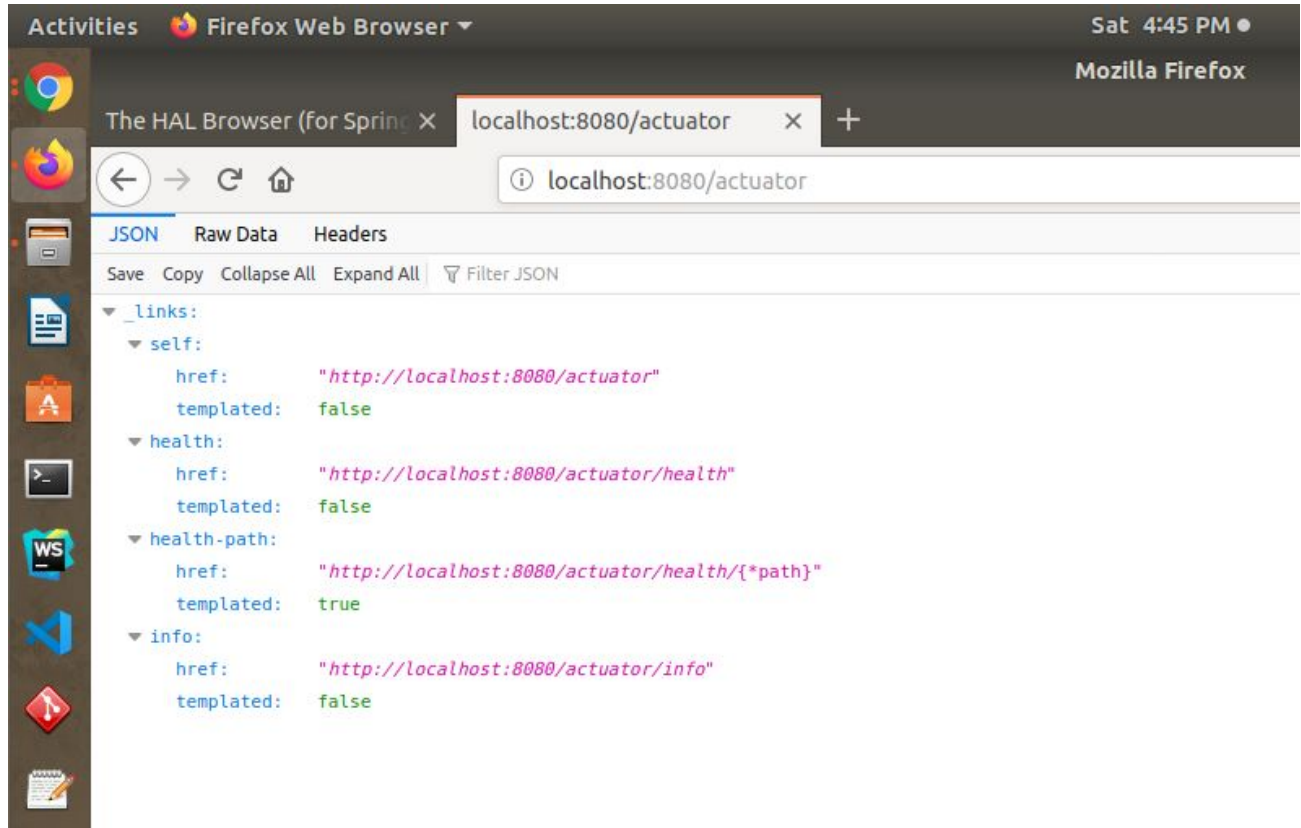 Activities Firefox Web Browser Sat 4:45 PM
Mozilla Firefox
The HAL Browser (for Spring localhost:8080/actuator
localhost:8080/actuator
JSON Raw Data Headers
Save Copy Collapse All Expand All Filter JSON
_links:
self:
href: "http://localhost:8080/actuator"
templated: false
health:
href: "http://localhost:8080/actuator/health"
templated: false
health-path:
href: "http://localhost:8080/actuator/health/{*path}"
templated: true
info:
href: "http://localhost:8080/actuator/info"
templated: false
WS